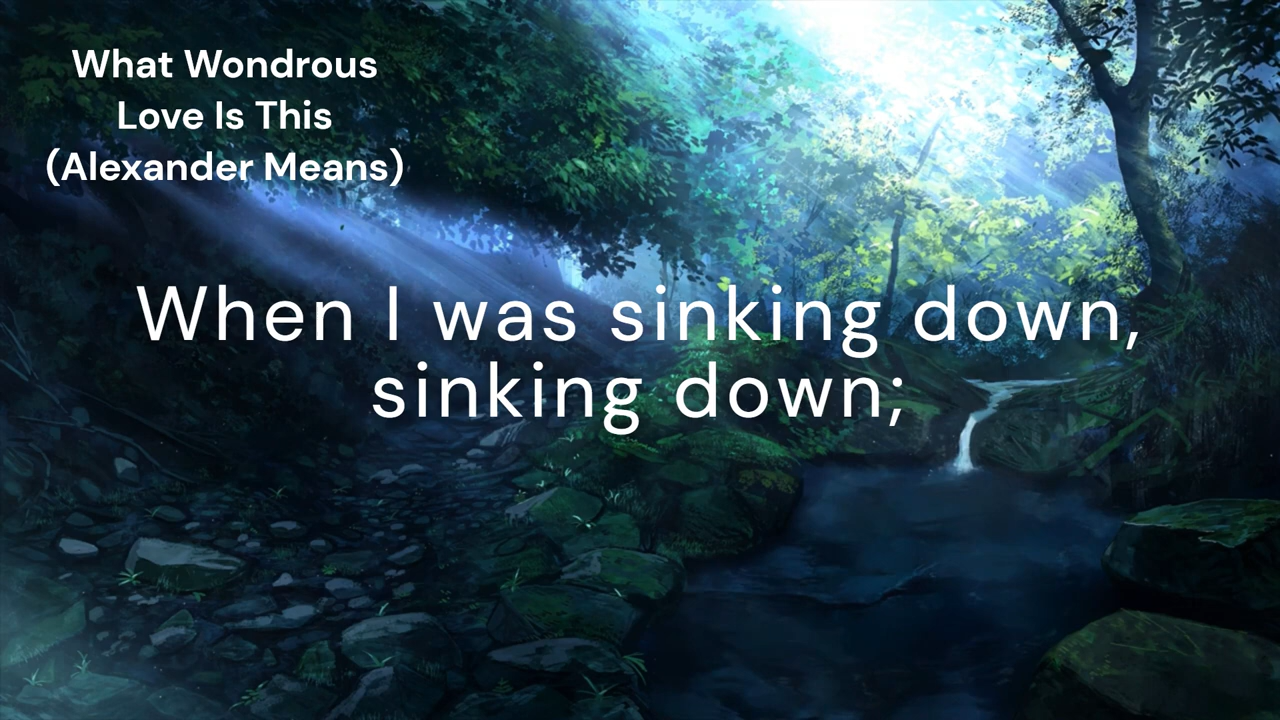 What Wondrous
Love Is This
(Alexander Means)
When I was sinking down,
sinking down;